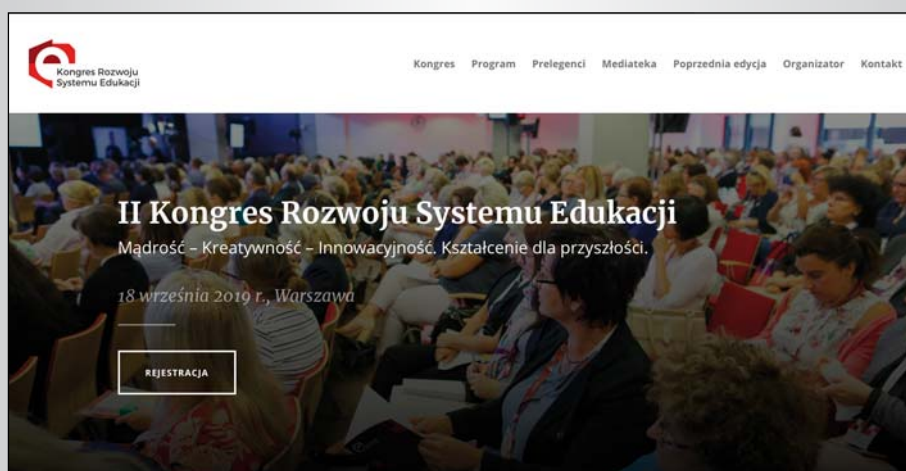 Kongres Rozwoju
Systemu Edukacji
Kongres Program Prelegenci Mediateka Poprzednia edycja Organizator Kontakt
II Kongres Rozwoju Systemu Edukacji
Mądrość – Kreatywność – Innowacyjność. Kształcenie dla przyszłości.
18 września 2019 r., Warszawa
REJESTRACJA